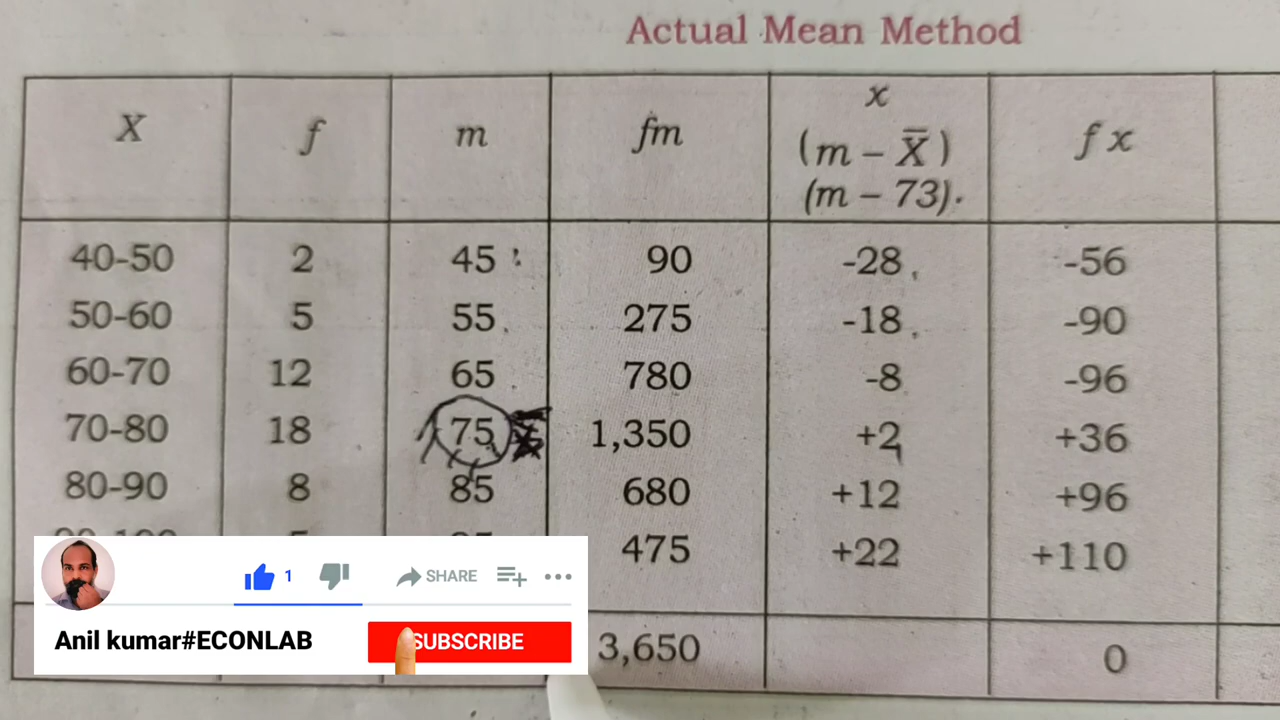 Actual Mean Method
X f m fm x
(m – X̄) f x
(m – 73).
40-50 2 45 90 -28 -56
50-60 5 55 275 -18 -90
60-70 12 65 780 -8 -96
70-80 18 75 1,350 +2 +36
80-90 8 85 680 +12 +96
475 +22 +110
1 SHARE
Anil kumar#ECONLAB SUBSCRIBE
3,650 0